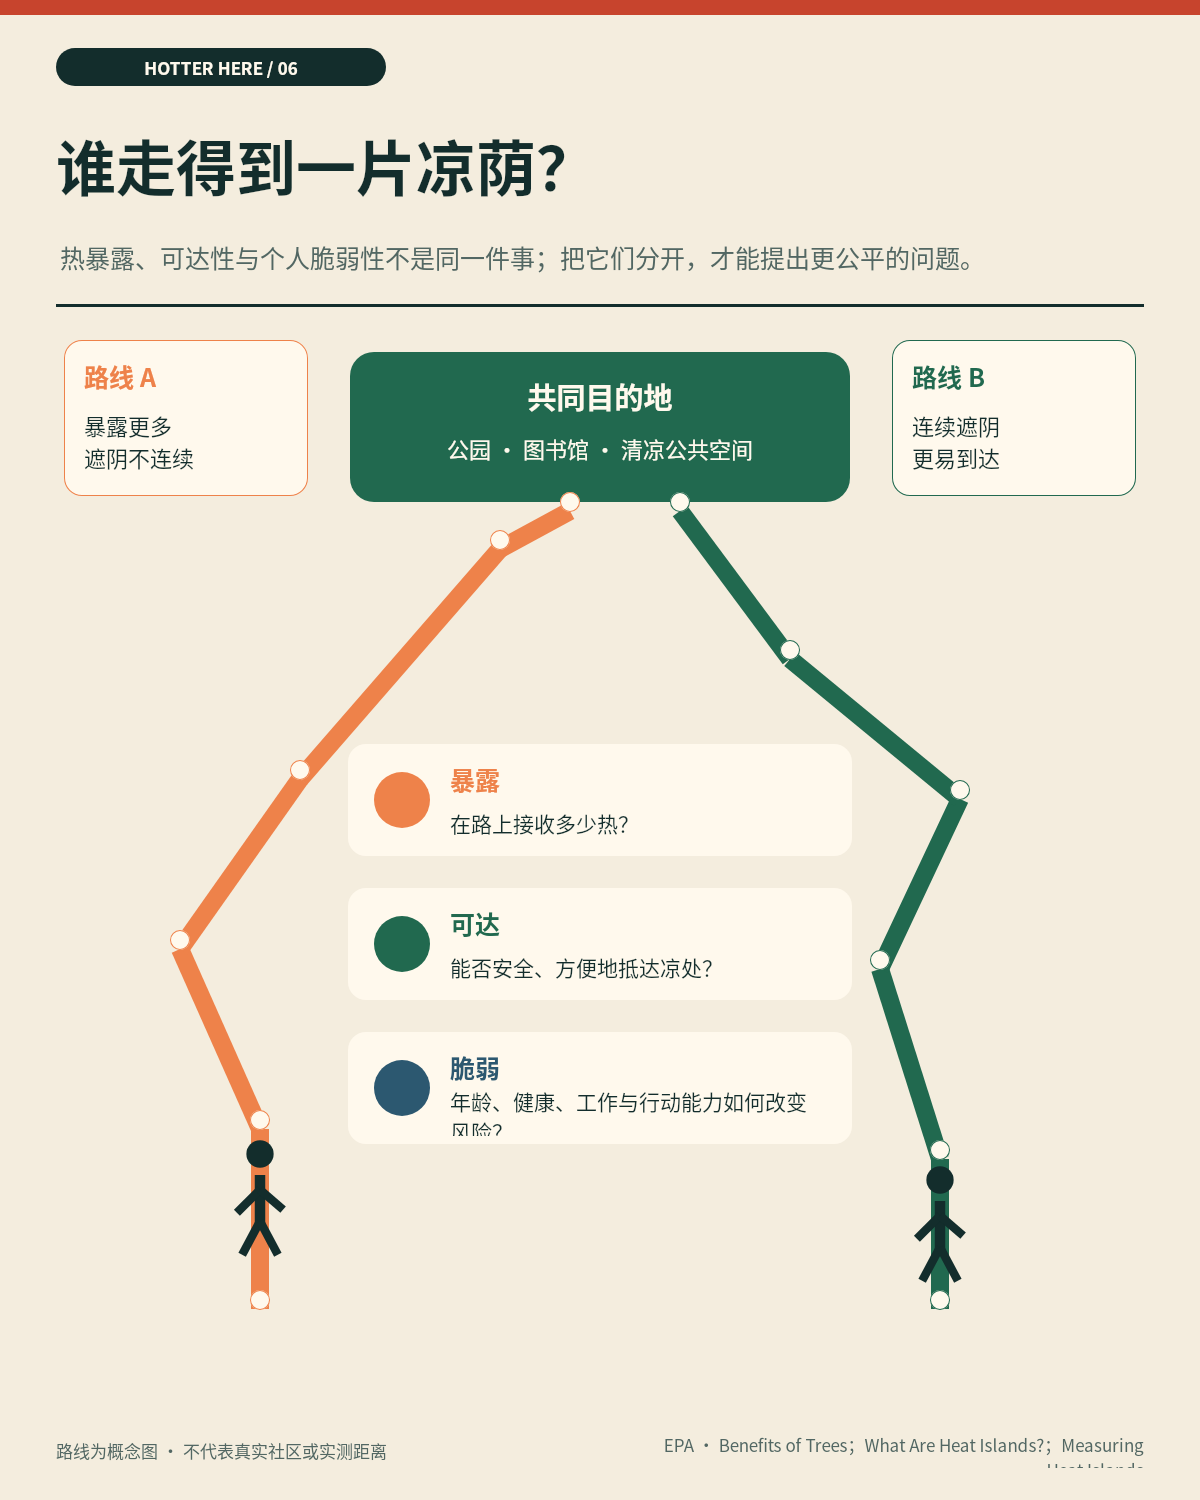 HOTTER HERE / 06
谁走得到一片凉荫？
热暴露、可达性与个人脆弱性不是同一件事；把它们分开，才能提出更公平的问题。
路线 A
暴露更多
遮阴不连续
共同目的地
公园 · 图书馆 · 清凉公共空间
路线 B
连续遮阴
更易到达
暴露
在路上接收多少热？
可达
能否安全、方便地抵达凉处？
脆弱
年龄、健康、工作与行动能力如何改变
风险？
路线为概念图 · 不代表真实社区或实测距离
EPA · Benefits of Trees；What Are Heat Islands?；Measuring
Heat Islands